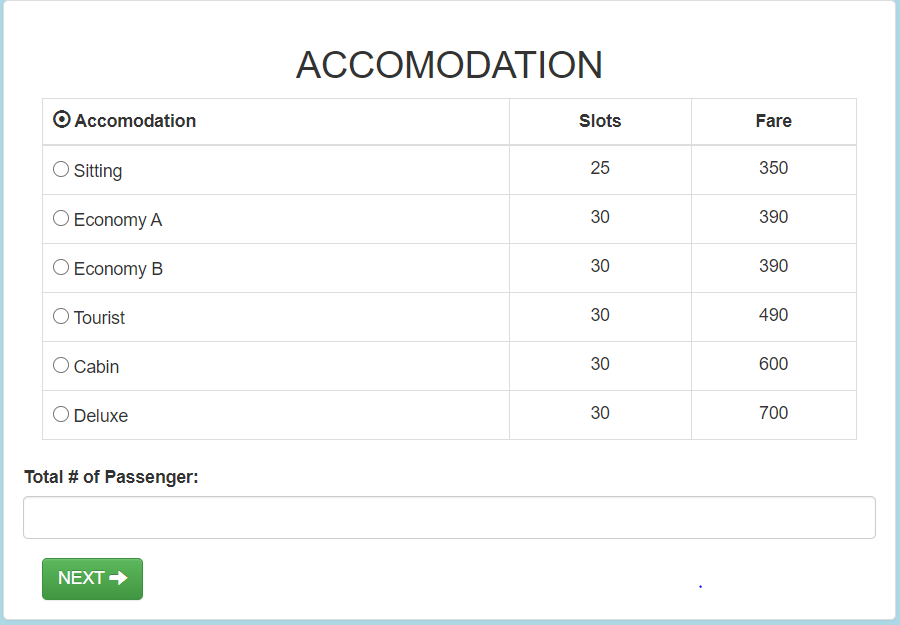 ACCOMODATION
Accomodation Slots Fare
Sitting 25 350
Economy A 30 390
Economy B 30 390
Tourist 30 490
Cabin 30 600
Deluxe 30 700
Total # of Passenger:
NEXT